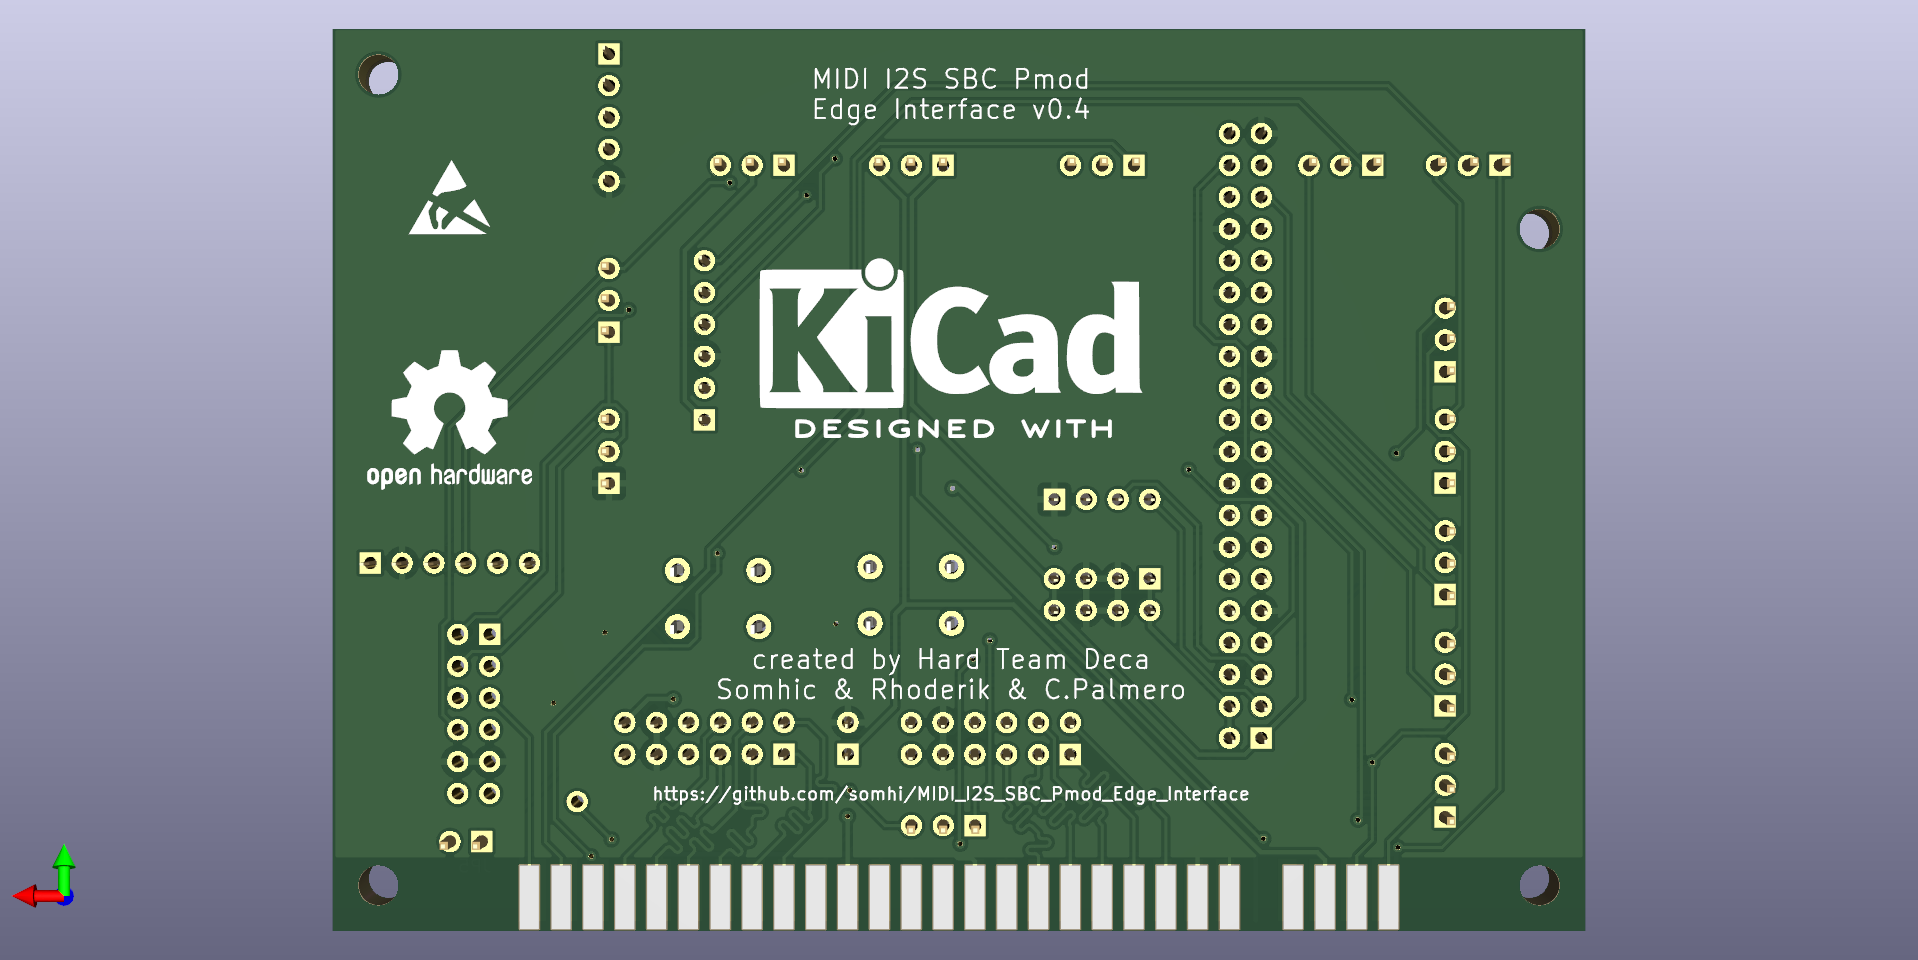 MIDI I2S SBC Pmod
Edge Interface v0.4
KiCad
DESIGNED WITH
open hardware
created by Hard Team Deca
Somhic & Rhoderik & C.Palmero
https://github.com/somhi/MIDI_I2S_SBC_Pmod_Edge_Interface